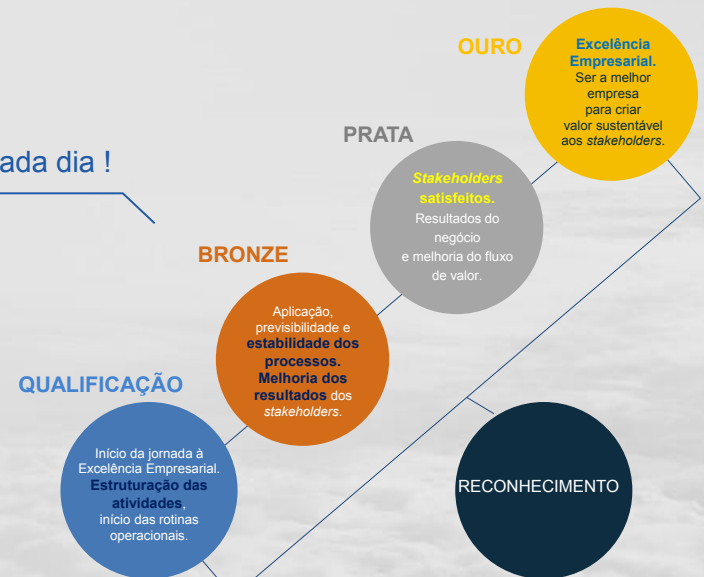 OURO
Excelência
Empresarial.
Ser a melhor
empresa
para criar
valor sustentável
aos stakeholders.
PRATA
Stakeholders
satisfeitos.
Resultados do
negócio
e melhoria do fluxo
de valor.
ada dia !
BRONZE
Aplicação,
previsibilidade e
estabilidade dos
processos.
Melhoria dos
resultados dos
stakeholders.
QUALIFICAÇÃO
Início da jornada à
Excelência Empresarial.
Estruturação das
atividades,
início das rotinas
operacionais.
RECONHECIMENTO